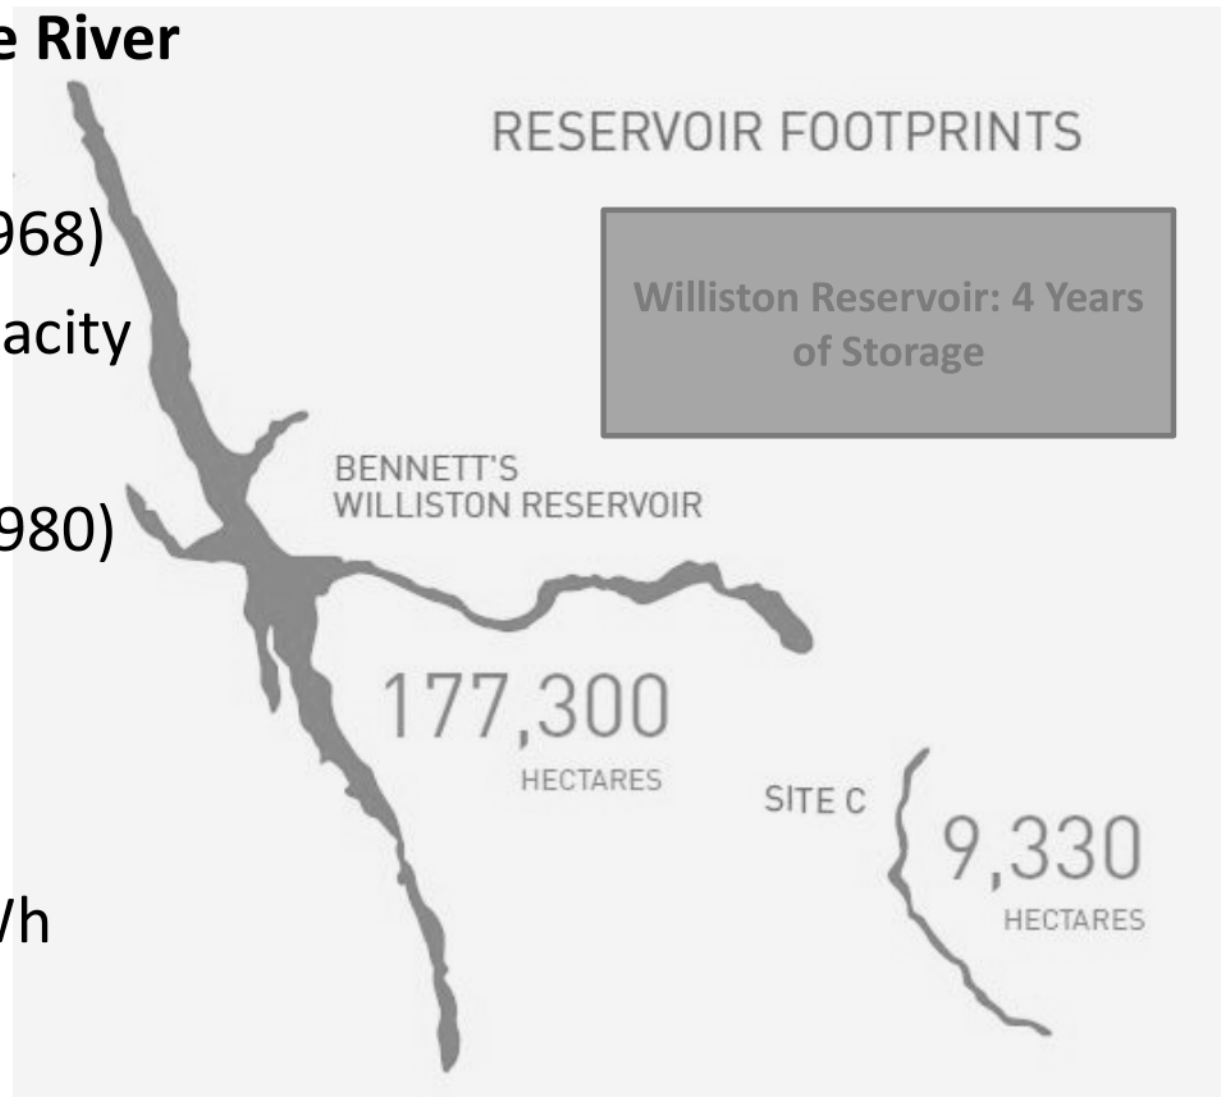 e River
RESERVOIR FOOTPRINTS
968)
Williston Reservoir: 4 Years
of Storage
acity
BENNETT'S
WILLISTON RESERVOIR
980)
177,300
HECTARES
SITE C
9,330
HECTARES
Wh